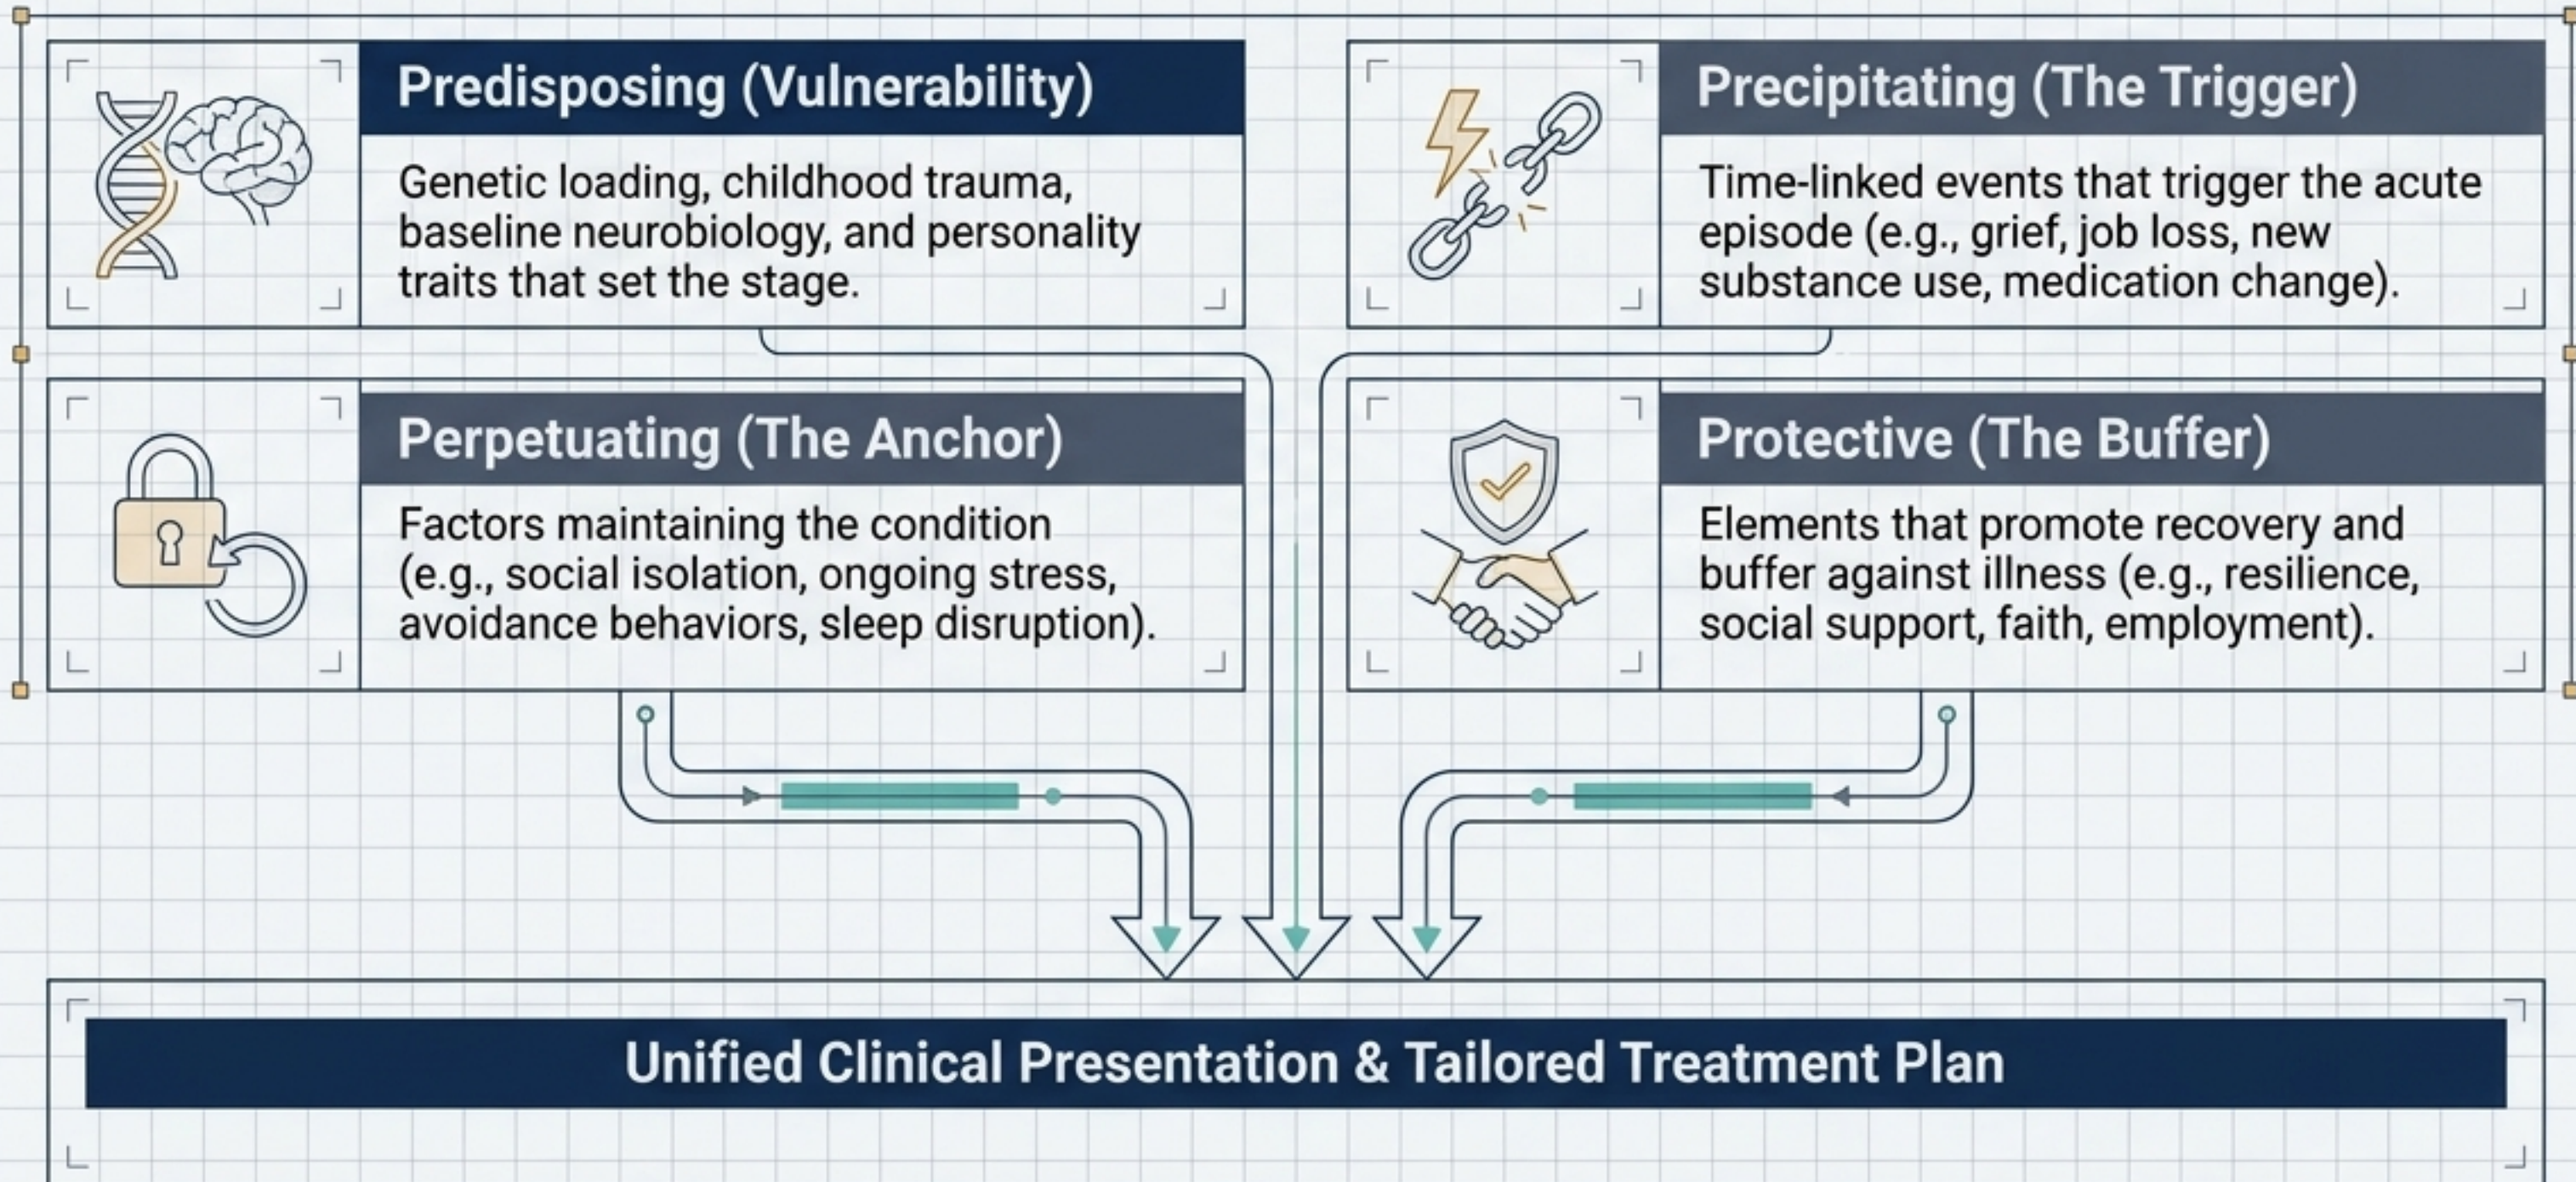 Predisposing (Vulnerability)
Genetic loading, childhood trauma,
baseline neurobiology, and personality
traits that set the stage.
Precipitating (The Trigger)
Time-linked events that trigger the acute
episode (e.g., grief, job loss, new
substance use, medication change).
Perpetuating (The Anchor)
Factors maintaining the condition
(e.g., social isolation, ongoing stress,
avoidance behaviors, sleep disruption).
Protective (The Buffer)
Elements that promote recovery and
buffer against illness (e.g., resilience,
social support, faith, employment).
Unified Clinical Presentation & Tailored Treatment Plan